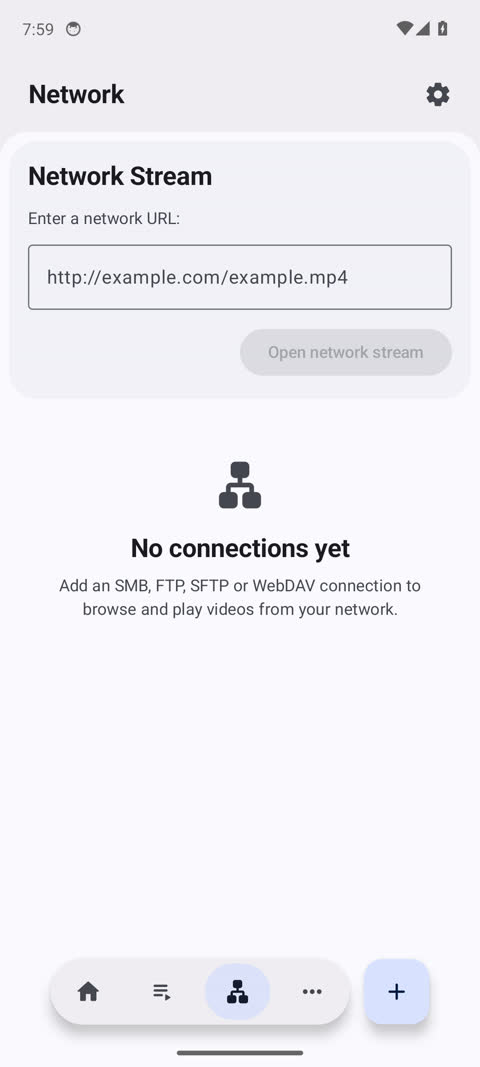 7:59
Network
Network Stream
Enter a network URL:
http://example.com/example.mp4
Open network stream
No connections yet
Add an SMB, FTP, SFTP or WebDAV connection to
browse and play videos from your network.